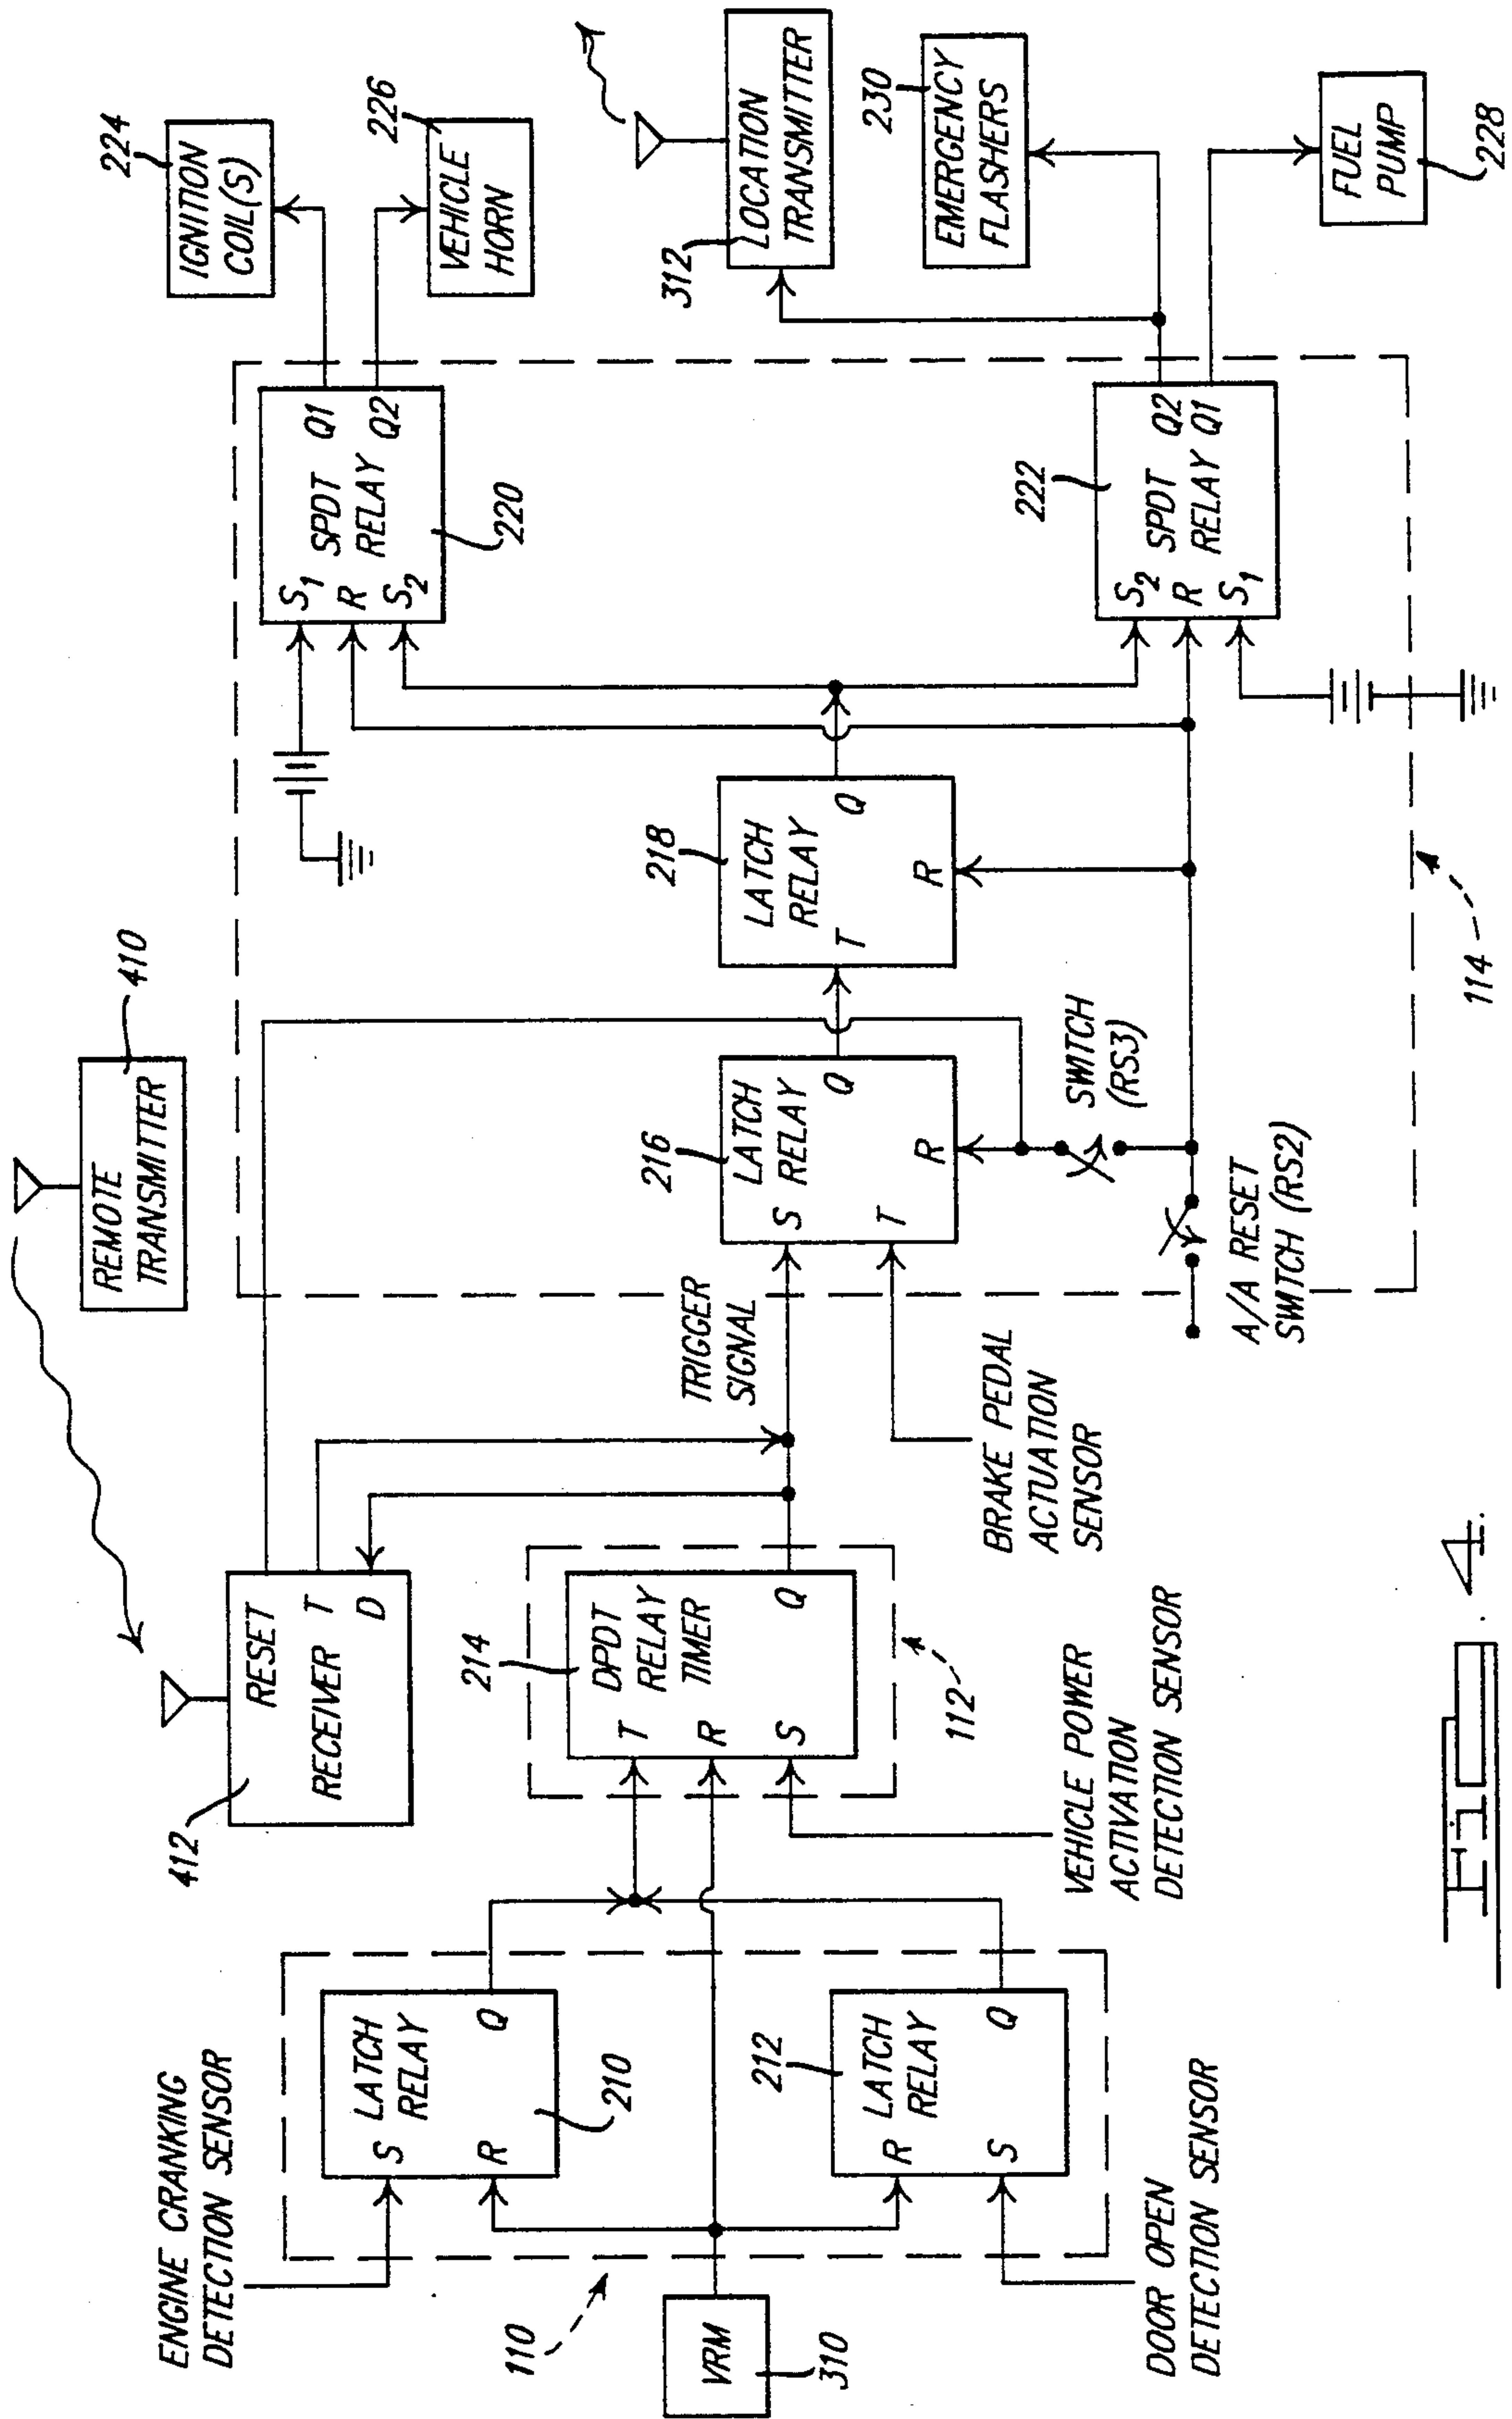 ENGINE CRANKING
DETECTION SENSOR
110
VRM
310
DOOR OPEN
DETECTION SENSOR
S
LATCH
RELAY
R
Q
210
212
R
LATCH
RELAY
S
Q
412
RESET
RECEIVER T
D
REMOTE
TRANSMITTER
410
214
T
DPDT
RELAY
TIMER
R
S
Q
112
VEHICLE POWER
ACTIVATION
DETECTION SENSOR
TRIGGER
SIGNAL
BRAKE PEDAL
ACTUATION
SENSOR
216
LATCH
RELAY
S
T
Q
R
SWITCH
(RS3)
A/A RESET
SWITCH (RS2)
218
LATCH
RELAY
T
Q
R
114
S1
SPDT Q1
R RELAY Q2
S2
220
222
S2
SPDT Q2
R RELAY Q1
S1
224
IGNITION
COIL(S)
226
VEHICLE
HORN
312
LOCATION
TRANSMITTER
230
EMERGENCY
FLASHERS
FUEL
PUMP
228
Fig. 4.